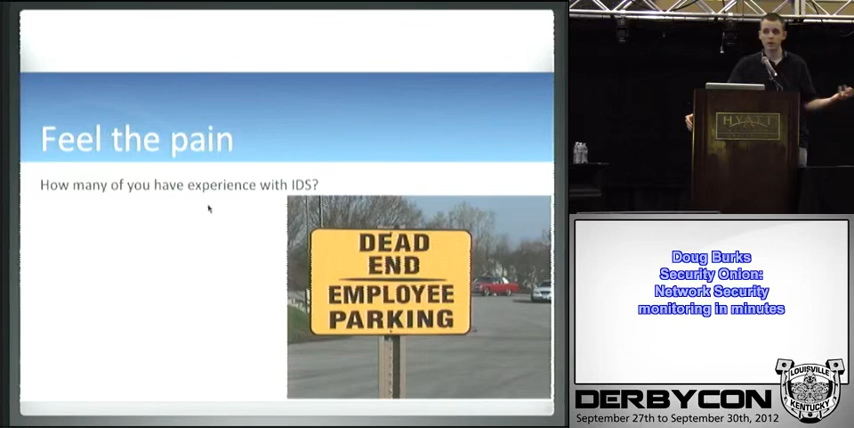 Feel the pain
How many of you have experience with IDS?
DEAD
END
EMPLOYEE
PARKING
HYATT
Doug Burks
Security Onion:
Network Security
monitoring in minutes
DERBYCON
LOUISVILLE
KENTUCKY
September 27th to September 30th, 2012